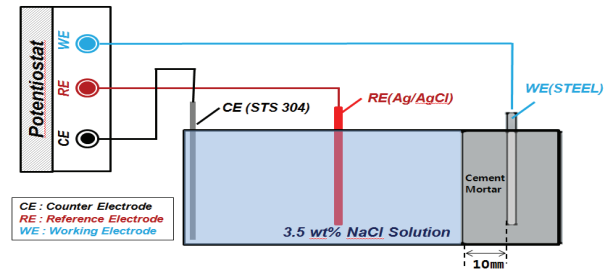 Potentiostat
WE
RE
CE
CE (STS 304)
RE(Ag/AgCl)
WE(STEEL)
Cement
Mortar
3.5 wt% NaCl Solution
10mm
CE : Counter Electrode
RE : Reference Electrode
WE : Working Electrode